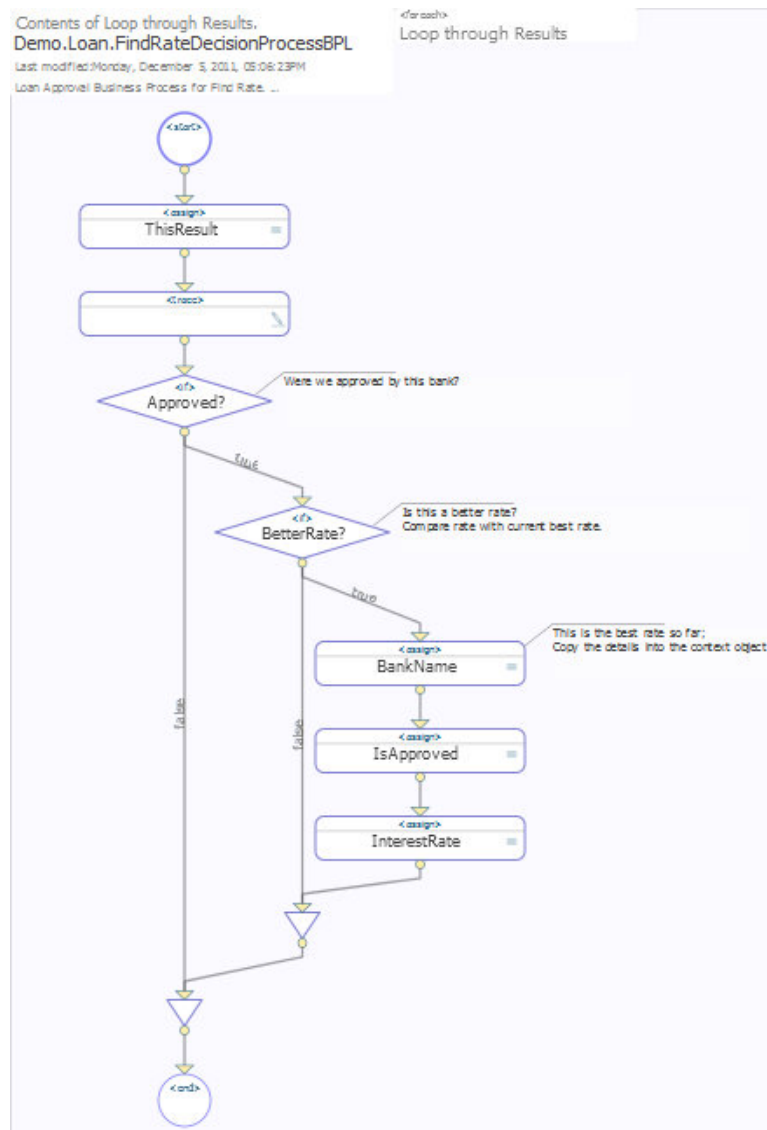 Contents of Loop through Results.
Demo.Loan.FindRateDecisionProcessBPL
Last modified:Monday, December 5, 2011, 05:06:23PM
Loan Approval Business Process for Find Rate. ...
<foreach>
Loop through Results
<start>
<assign>
ThisResult
<trace>
<if>
Approved?
Were we approved by this bank?
true
<if>
BetterRate?
Is this a better rate?
Compare rate with current best rate.
true
<assign>
BankName
This is the best rate so far;
Copy the details into the context object
false
false
<assign>
IsApproved
<assign>
InterestRate
<end>